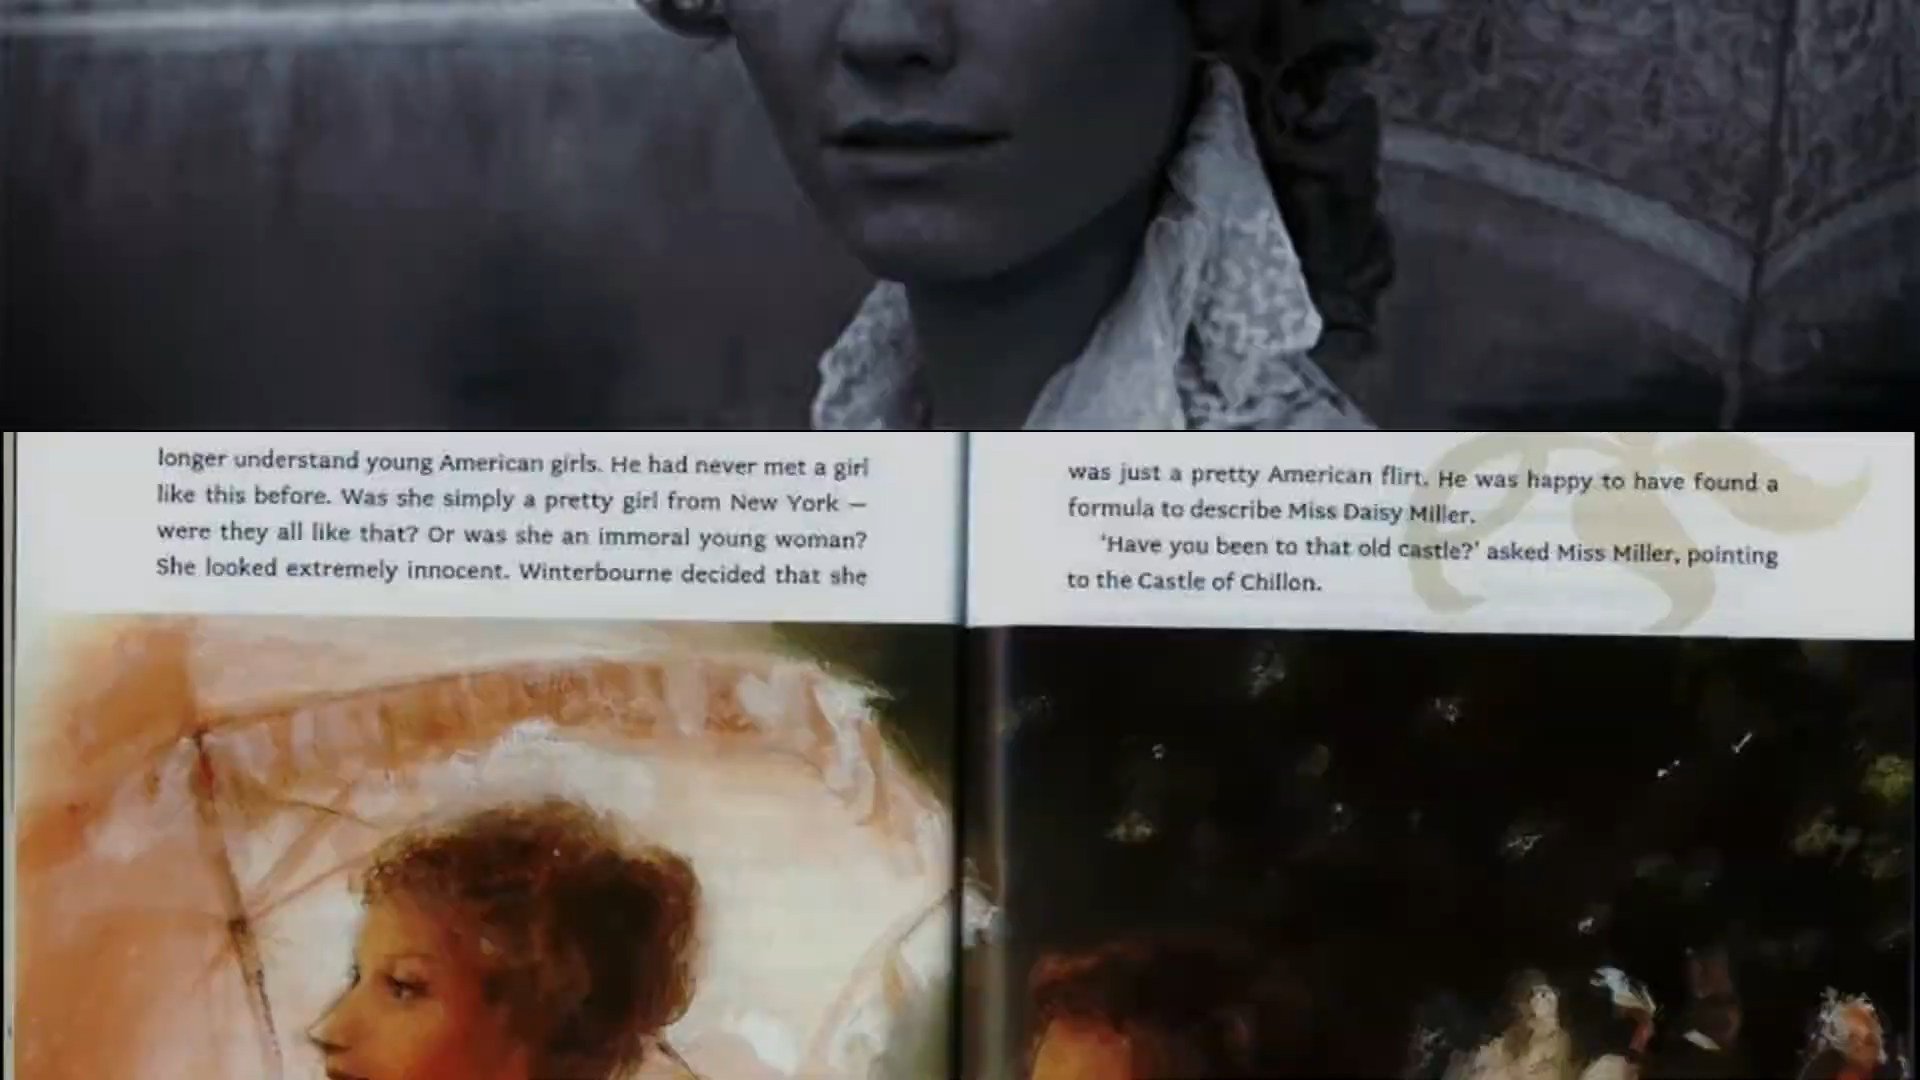 longer understand young American girls. He had never met a girl
like this before. Was she simply a pretty girl from New York —
were they all like that? Or was she an immoral young woman?
She looked extremely innocent. Winterbourne decided that she
was just a pretty American flirt. He was happy to have found a
formula to describe Miss Daisy Miller.
'Have you been to that old castle?' asked Miss Miller, pointing
to the Castle of Chillon.